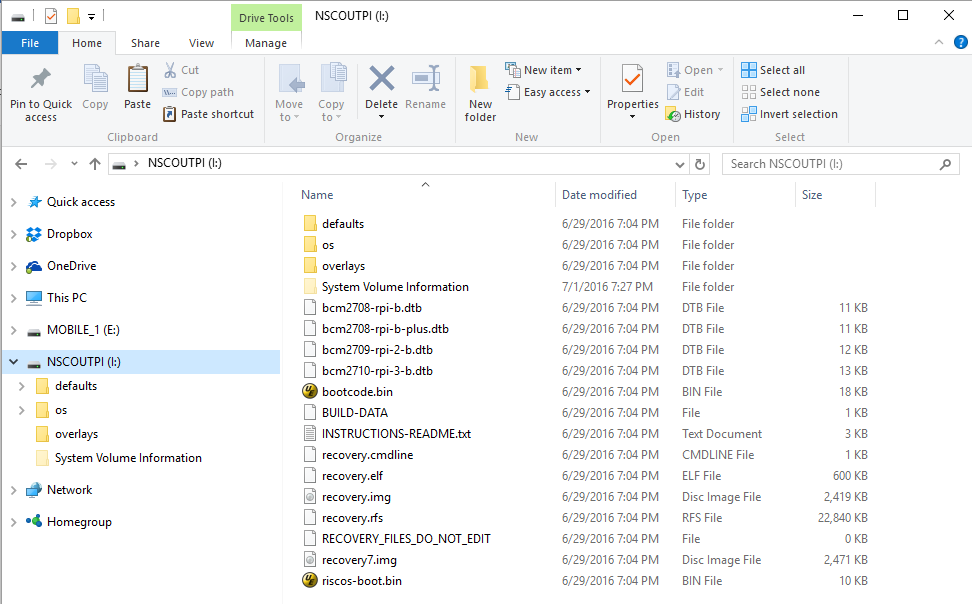 Drive Tools NSCOUTPI (I:)
File Home Share View Manage
Pin to Quick access
Copy
Paste
Cut
Copy path
Paste shortcut
Clipboard
Move to
Copy to
Delete
Rename
Organize
New folder
New item
Easy access
New
Properties
Open
Edit
History
Open
Select all
Select none
Invert selection
Select
NSCOUTPI (I:) Search NSCOUTPI (I:)
Quick access
Dropbox
OneDrive
This PC
MOBILE_1 (E:)
NSCOUTPI (I:)
defaults
os
overlays
System Volume Information
Network
Homegroup
Name Date modified Type Size
defaults 6/29/2016 7:04 PM File folder
os 6/29/2016 7:04 PM File folder
overlays 6/29/2016 7:04 PM File folder
System Volume Information 7/1/2016 7:27 PM File folder
bcm2708-rpi-b.dtb 6/29/2016 7:04 PM DTB File 11 KB
bcm2708-rpi-b-plus.dtb 6/29/2016 7:04 PM DTB File 11 KB
bcm2709-rpi-2-b.dtb 6/29/2016 7:04 PM DTB File 12 KB
bcm2710-rpi-3-b.dtb 6/29/2016 7:04 PM DTB File 13 KB
bootcode.bin 6/29/2016 7:04 PM BIN File 18 KB
BUILD-DATA 6/29/2016 7:04 PM File 1 KB
INSTRUCTIONS-README.txt 6/29/2016 7:04 PM Text Document 3 KB
recovery.cmdline 6/29/2016 7:04 PM CMDLINE File 1 KB
recovery.elf 6/29/2016 7:04 PM ELF File 600 KB
recovery.img 6/29/2016 7:04 PM Disc Image File 2,419 KB
recovery.rfs 6/29/2016 7:04 PM RFS File 22,840 KB
RECOVERY_FILES_DO_NOT_EDIT 6/29/2016 7:04 PM File 0 KB
recovery7.img 6/29/2016 7:04 PM Disc Image File 2,471 KB
riscos-boot.bin 6/29/2016 7:04 PM BIN File 10 KB